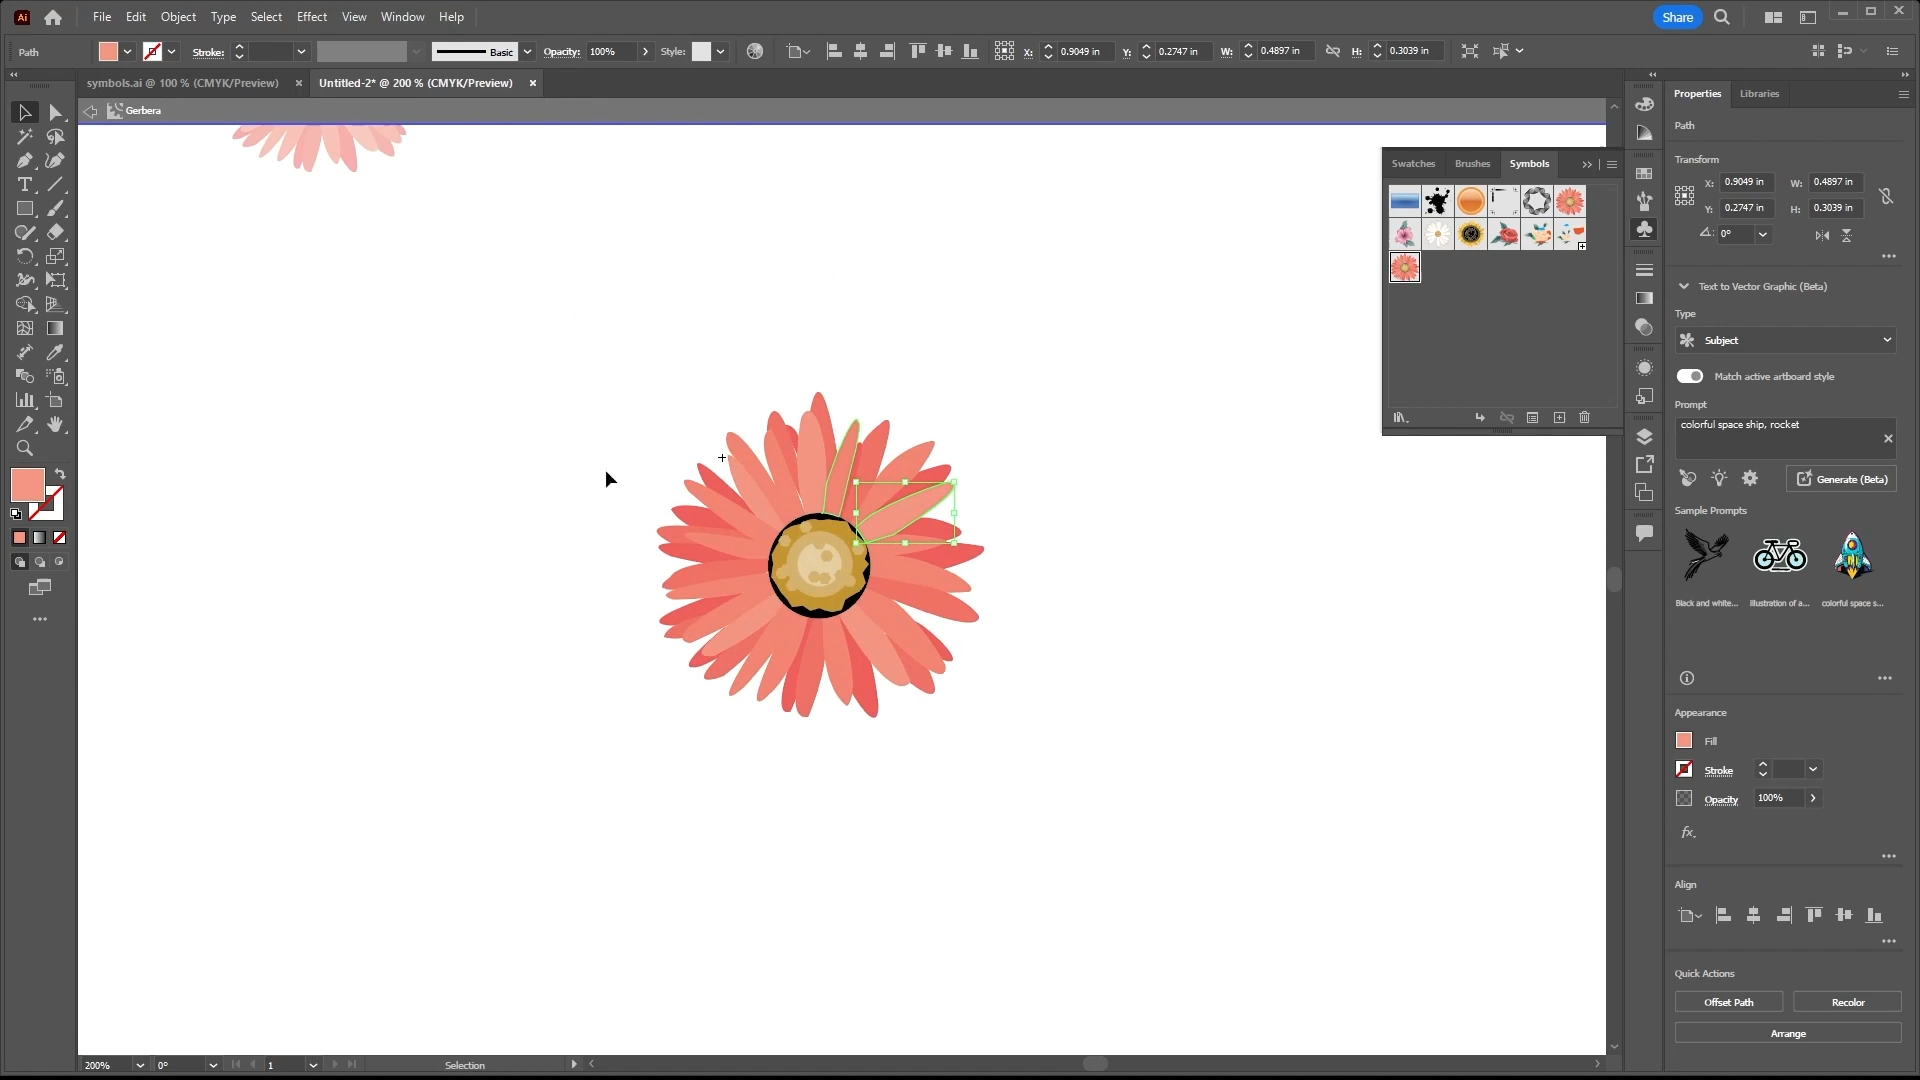 Ai File Edit Object Type Select Effect View Window Help Share
Path Stroke: Basic Opacity: 100% Style: X: 0.9049 in Y: 0.2747 in W: 0.4897 in H: 0.3039 in
symbols.ai @ 100 % (CMYK/Preview) × Untitled-2* @ 200 % (CMYK/Preview) ×
Gerbera
Swatches Brushes Symbols
Properties Libraries
Path
Transform
X: 0.9049 in W: 0.4897 in
Y: 0.2747 in H: 0.3039 in
0°
Text to Vector Graphic (Beta)
Type
Subject
Match active artboard style
Prompt
colorful space ship, rocket
Generate (Beta)
Sample Prompts
Black and white... Illustration of a... colorful space s...
Appearance
Fill
Stroke
Opacity 100%
fx.
Align
Quick Actions
Offset Path Recolor
Arrange
200% 0° 1 Selection